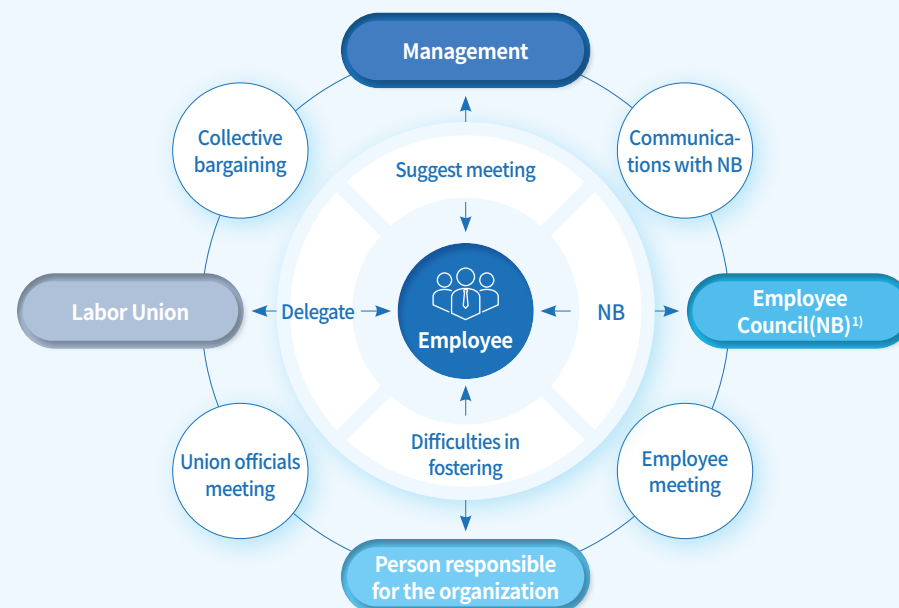 Management
Collective
bargaining
Communica-
tions with NB
Suggest meeting
Labor Union
Delegate
Employee
NB
Employee
Council(NB)¹⁾
Difficulties in
fostering
Union officials
meeting
Employee
meeting
Person responsible
for the organization